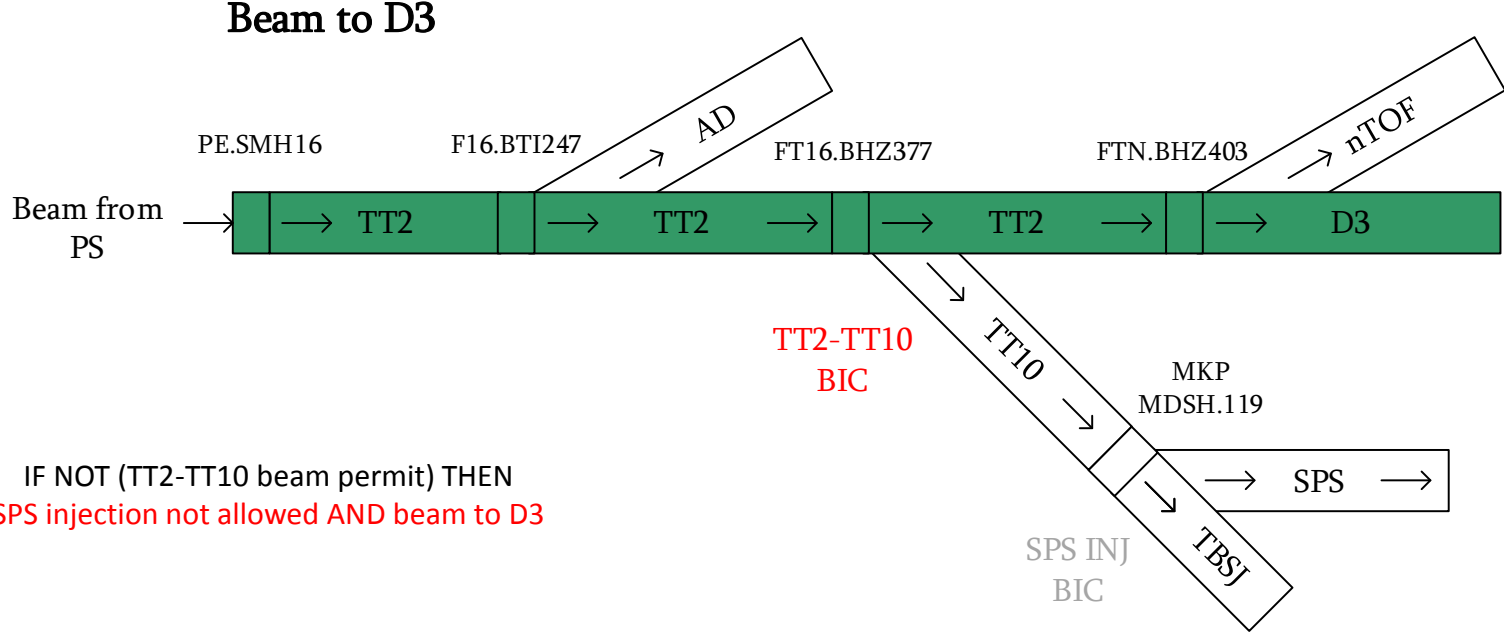 Beam to D3
AD
nTOF
PE.SMH16
F16.BTI247
FT16.BHZ377
FTN.BHZ403
Beam from
PS
TT2
TT2
TT2
D3
TT2-TT10
BIC
TT10
MKP
MDSH.119
IF NOT (TT2-TT10 beam permit) THEN
SPS injection not allowed AND beam to D3
SPS
TBSJ
SPS INJ
BIC